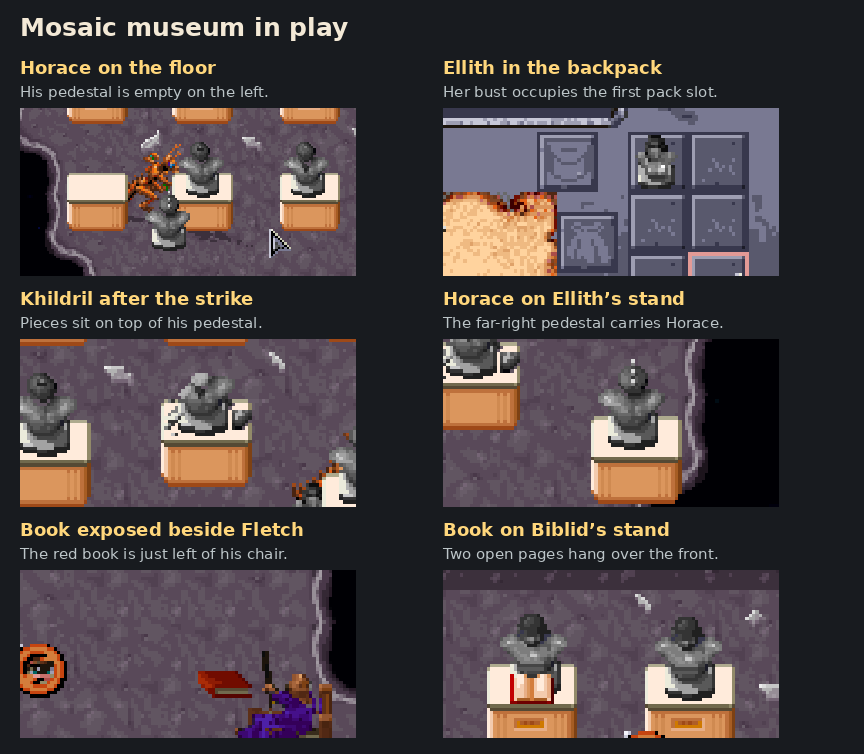 Mosaic museum in play
Horace on the floor
His pedestal is empty on the left.
Ellith in the backpack
Her bust occupies the first pack slot.
Khildril after the strike
Pieces sit on top of his pedestal.
Horace on Ellith’s stand
The far-right pedestal carries Horace.
Book exposed beside Fletch
The red book is just left of his chair.
Book on Biblid’s stand
Two open pages hang over the front.